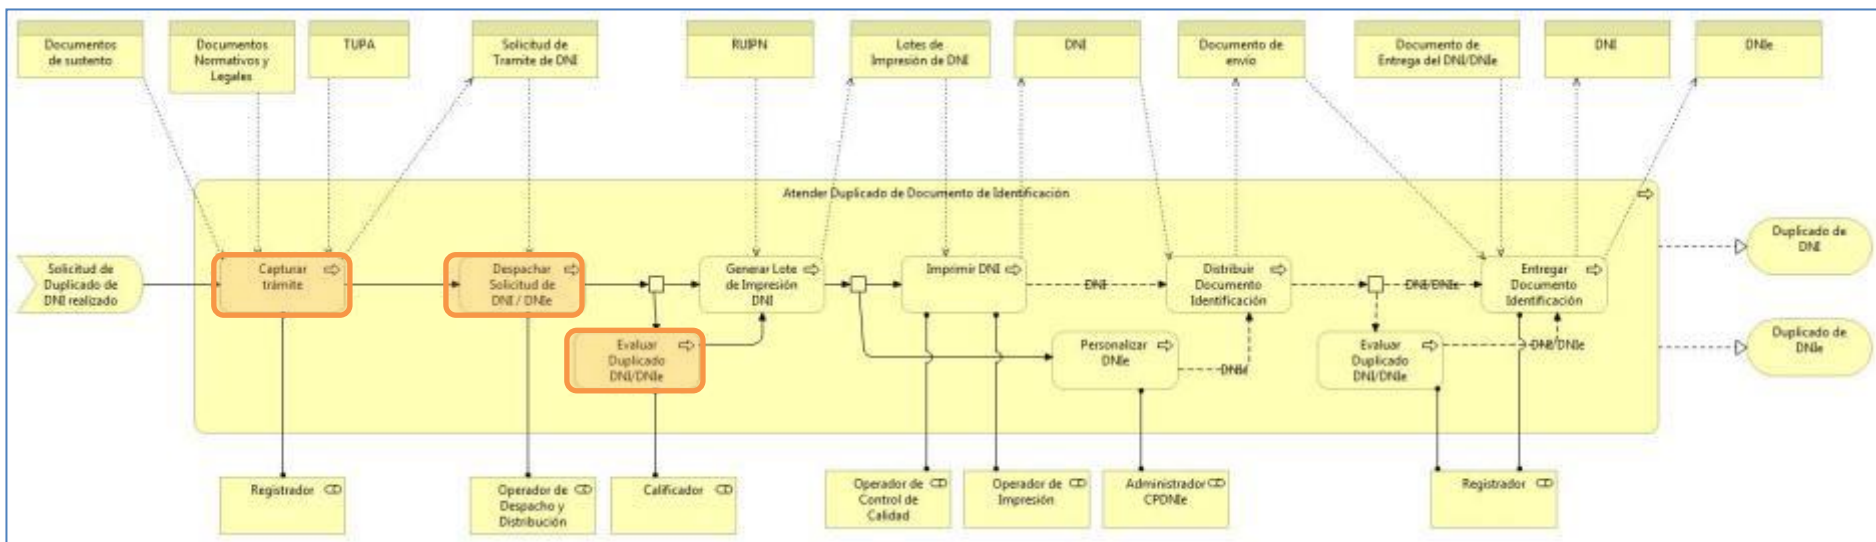 Documentos
de sustento
Documentos
Normativos y
Legales
TUPA
Solicitud de
Tramite de DNI
RUIPN
Lotes de
Impresión de DNI
DNI
Documento de
envío
Documento de
Entrega del DNI/DNIe
DNI
DNIe
Atender Duplicado de Documento de Identificación
Solicitud de
Duplicado de
DNI realizado
Capturar
trámite
Despachar
Solicitud de
DNI / DNIe
Evaluar
Duplicado
DNI/DNIe
Generar Lote
de Impresión
DNI
Imprimir DNI
DNI
Personalizar
DNIe
DNIe
Distribuir
Documento
Identificación
DNI/DNIe
Evaluar
Duplicado
DNI/DNIe
DNI/DNIe
Entregar
Documento
Identificación
Duplicado de
DNI
Duplicado de
DNIe
Registrador
Operador de
Despacho y
Distribución
Calificador
Operador de
Control de
Calidad
Operador de
Impresión
Administrador
CPDNIe
Registrador